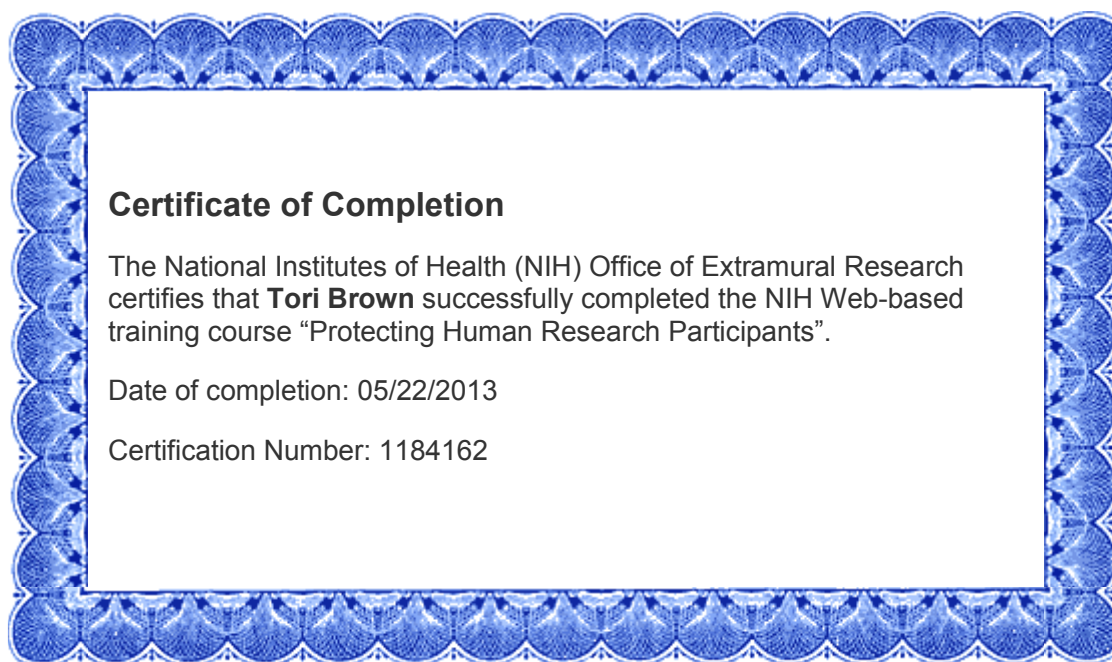 Certificate of Completion
The National Institutes of Health (NIH) Office of Extramural Research
certifies that Tori Brown successfully completed the NIH Web-based
training course “Protecting Human Research Participants”.
Date of completion: 05/22/2013
Certification Number: 1184162